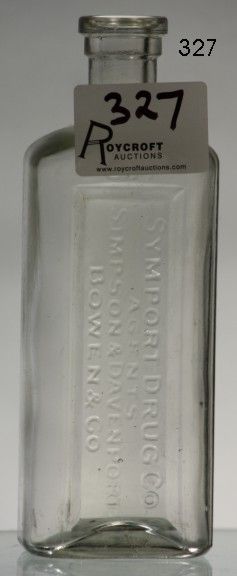 327
327
ROYCROFT
AUCTIONS
www.roycroftauctions.com
SYMPORT DRUG CO
AGENTS
SIMPSON & DAVENPORT
BOWEN & CO